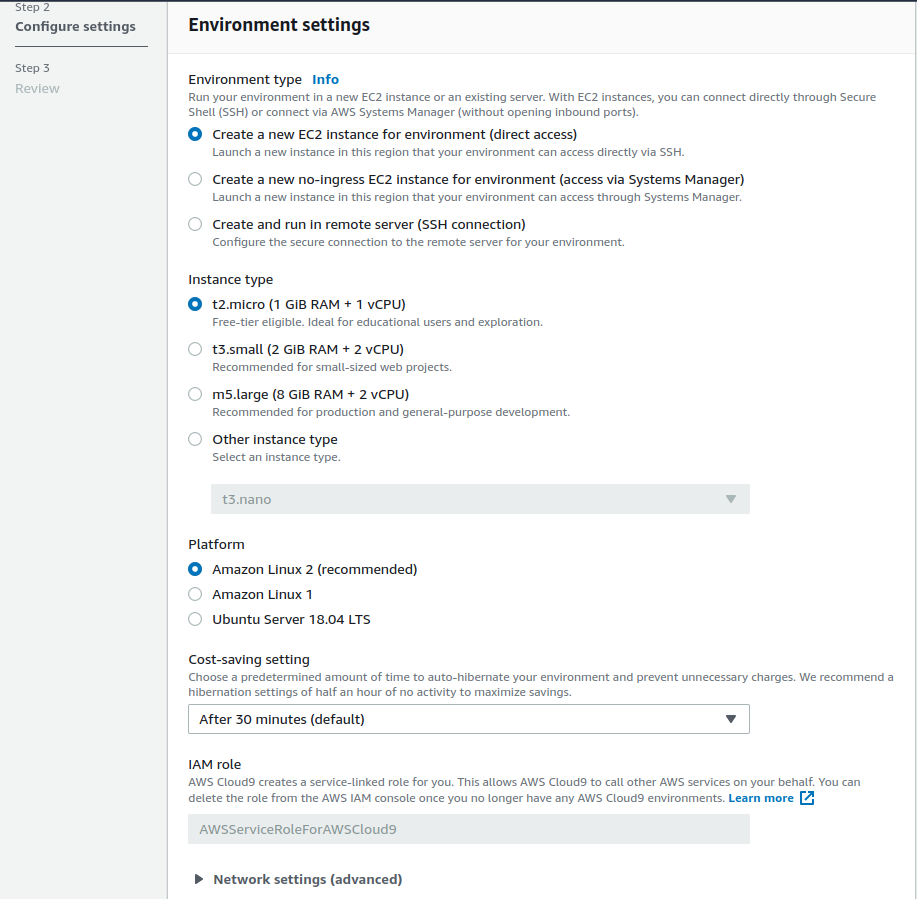 Step 2
Configure settings
Step 3
Review
Environment settings
Environment type Info
Run your environment in a new EC2 instance or an existing server. With EC2 instances, you can connect directly through Secure
Shell (SSH) or connect via AWS Systems Manager (without opening inbound ports).
Create a new EC2 instance for environment (direct access)
Launch a new instance in this region that your environment can access directly via SSH.
Create a new no-ingress EC2 instance for environment (access via Systems Manager)
Launch a new instance in this region that your environment can access through Systems Manager.
Create and run in remote server (SSH connection)
Configure the secure connection to the remote server for your environment.
Instance type
t2.micro (1 GiB RAM + 1 vCPU)
Free-tier eligible. Ideal for educational users and exploration.
t3.small (2 GiB RAM + 2 vCPU)
Recommended for small-sized web projects.
m5.large (8 GiB RAM + 2 vCPU)
Recommended for production and general-purpose development.
Other instance type
Select an instance type.
t3.nano
Platform
Amazon Linux 2 (recommended)
Amazon Linux 1
Ubuntu Server 18.04 LTS
Cost-saving setting
Choose a predetermined amount of time to auto-hibernate your environment and prevent unnecessary charges. We recommend a
hibernation settings of half an hour of no activity to maximize savings.
After 30 minutes (default)
IAM role
AWS Cloud9 creates a service-linked role for you. This allows AWS Cloud9 to call other AWS services on your behalf. You can
delete the role from the AWS IAM console once you no longer have any AWS Cloud9 environments. Learn more
AWSServiceRoleForAWSCloud9
Network settings (advanced)